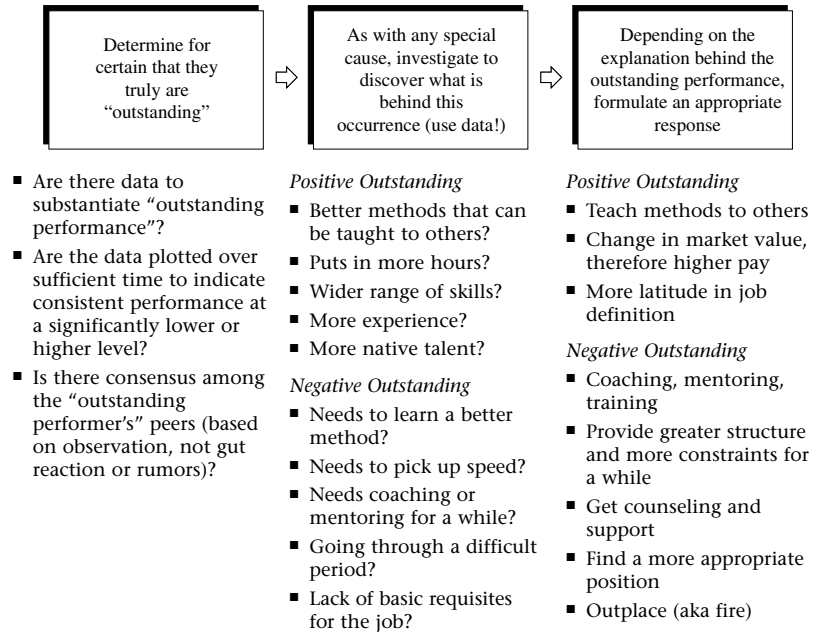 Determine for
certain that they
truly are
“outstanding”
As with any special
cause, investigate to
discover what is
behind this
occurrence (use data!)
Depending on the
explanation behind the
outstanding performance,
formulate an appropriate
response
■ Are there data to
substantiate “outstanding
performance”?
■ Are the data plotted over
sufficient time to indicate
consistent performance at
a significantly lower or
higher level?
■ Is there consensus among
the “outstanding
performer’s” peers (based
on observation, not gut
reaction or rumors)?
Positive Outstanding
■ Better methods that can
be taught to others?
■ Puts in more hours?
■ Wider range of skills?
■ More experience?
■ More native talent?
Negative Outstanding
■ Needs to learn a better
method?
■ Needs to pick up speed?
■ Needs coaching or
mentoring for a while?
■ Going through a difficult
period?
■ Lack of basic requisites
for the job?
Positive Outstanding
■ Teach methods to others
■ Change in market value,
therefore higher pay
■ More latitude in job
definition
Negative Outstanding
■ Coaching, mentoring,
training
■ Provide greater structure
and more constraints for
a while
■ Get counseling and
support
■ Find a more appropriate
position
■ Outplace (aka fire)